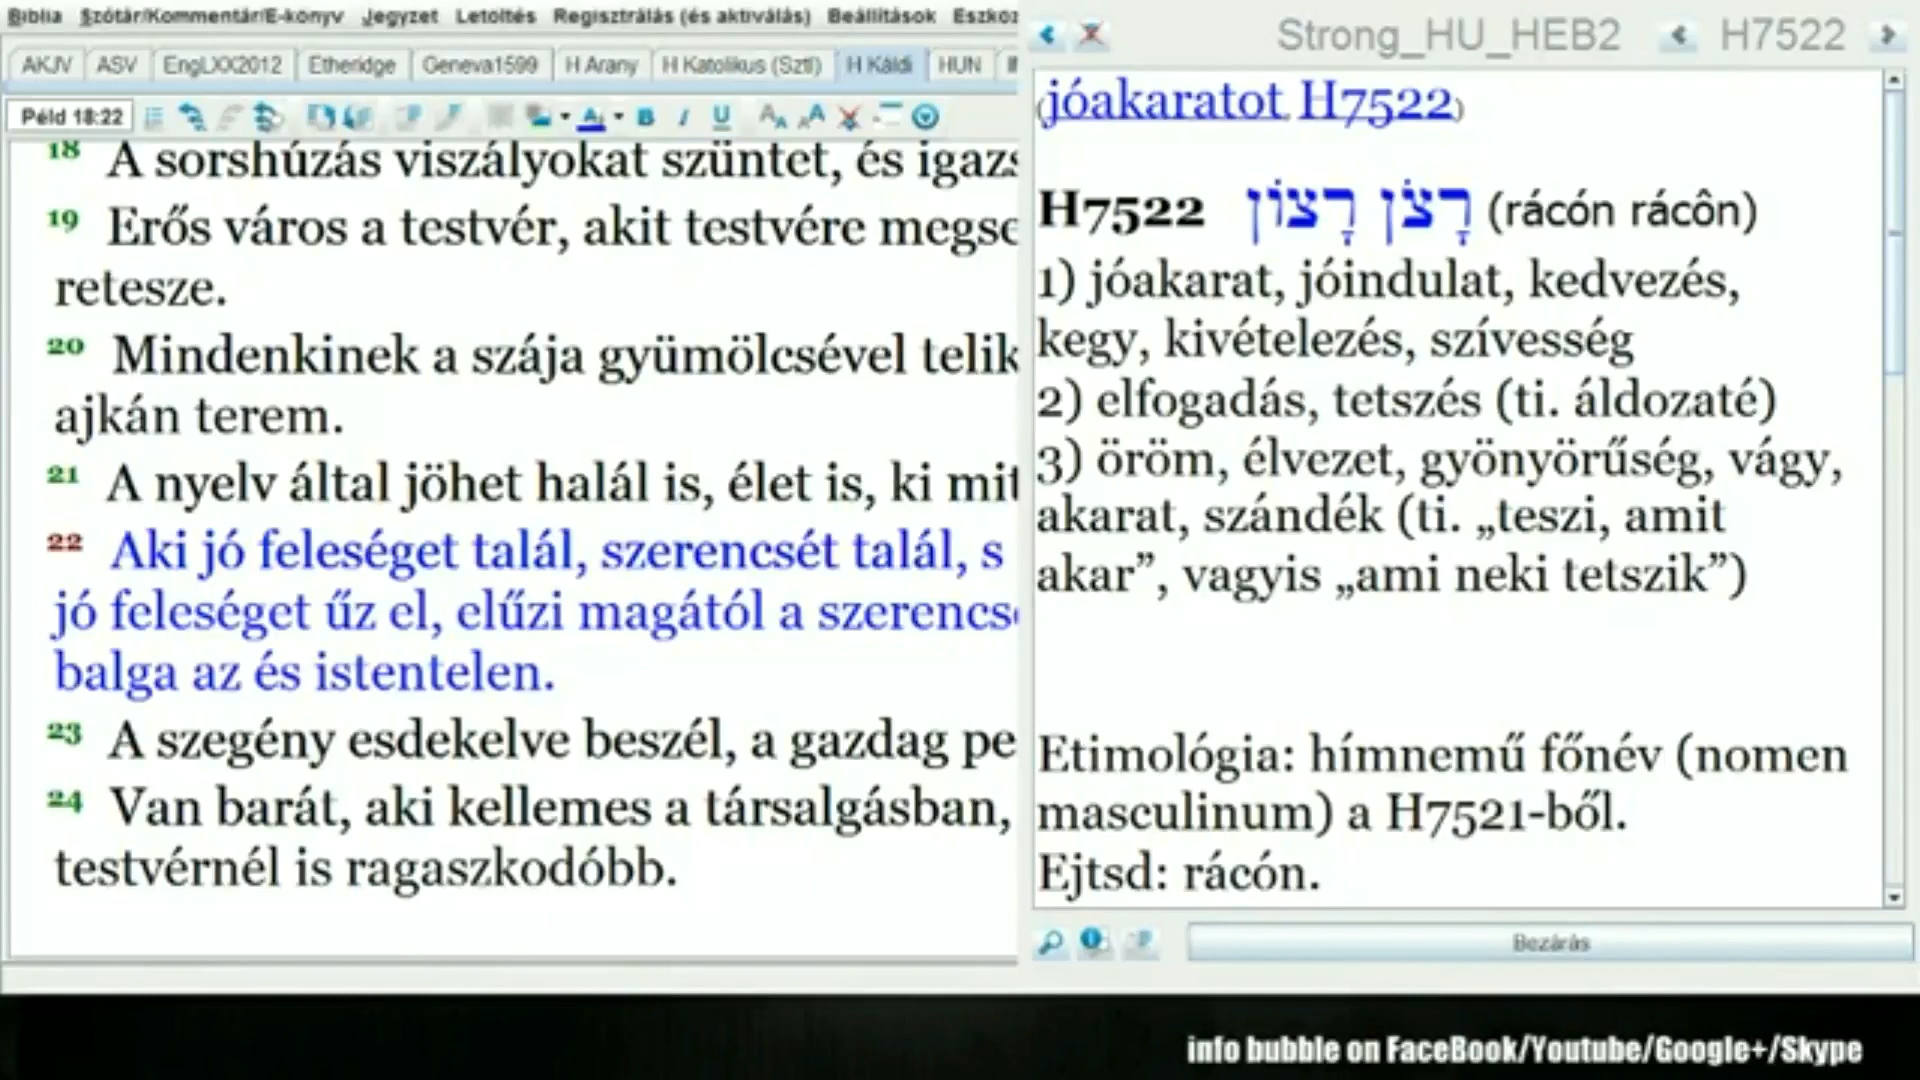 Biblia Szótár/Kommentár/E-könyv Jegyzet Letöltés Regisztrálás (és aktiválás) Beállítások
AKJV ASV EngLXX2012 Etheridge Geneva1599 H Arany H Katolikus (SztI) H Káldi HUN
Péld 18:22
18 A sorshúzás viszályokat szüntet, és
19 Erős város a testvér, akit testvére
retesze.
20 Mindenkinek a szája gyümölcsével telik
ajkán terem.
21 A nyelv által jöhet halál is, élet is, ki mit
22 Aki jó feleséget talál, szerencsét talál, s
jó feleséget űz el, elűzi magától a
balga az és istentelen.
23 A szegény esdekelve beszél, a gazdag
24 Van barát, aki kellemes a társalgásban,
testvérnél is ragaszkodóbb.
Strong_HU_HEB2 H7522
(jóakaratot, H7522)
H7522 רָצֹן רָצוֹן (rácón rácôn)
1) jóakarat, jóindulat, kedvezés,
kegy, kivételezés, szívesség
2) elfogadás, tetszés (ti. áldozaté)
3) öröm, élvezet, gyönyörűség, vágy,
akarat, szándék (ti. „teszi, amit
akar”, vagyis „ami neki tetszik”)
Etimológia: hímnemű főnév (nomen
masculinum) a H7521-ből.
Ejtsd: rácón.
Bezárás
info bubble on FaceBook/Youtube/Google+/Skype